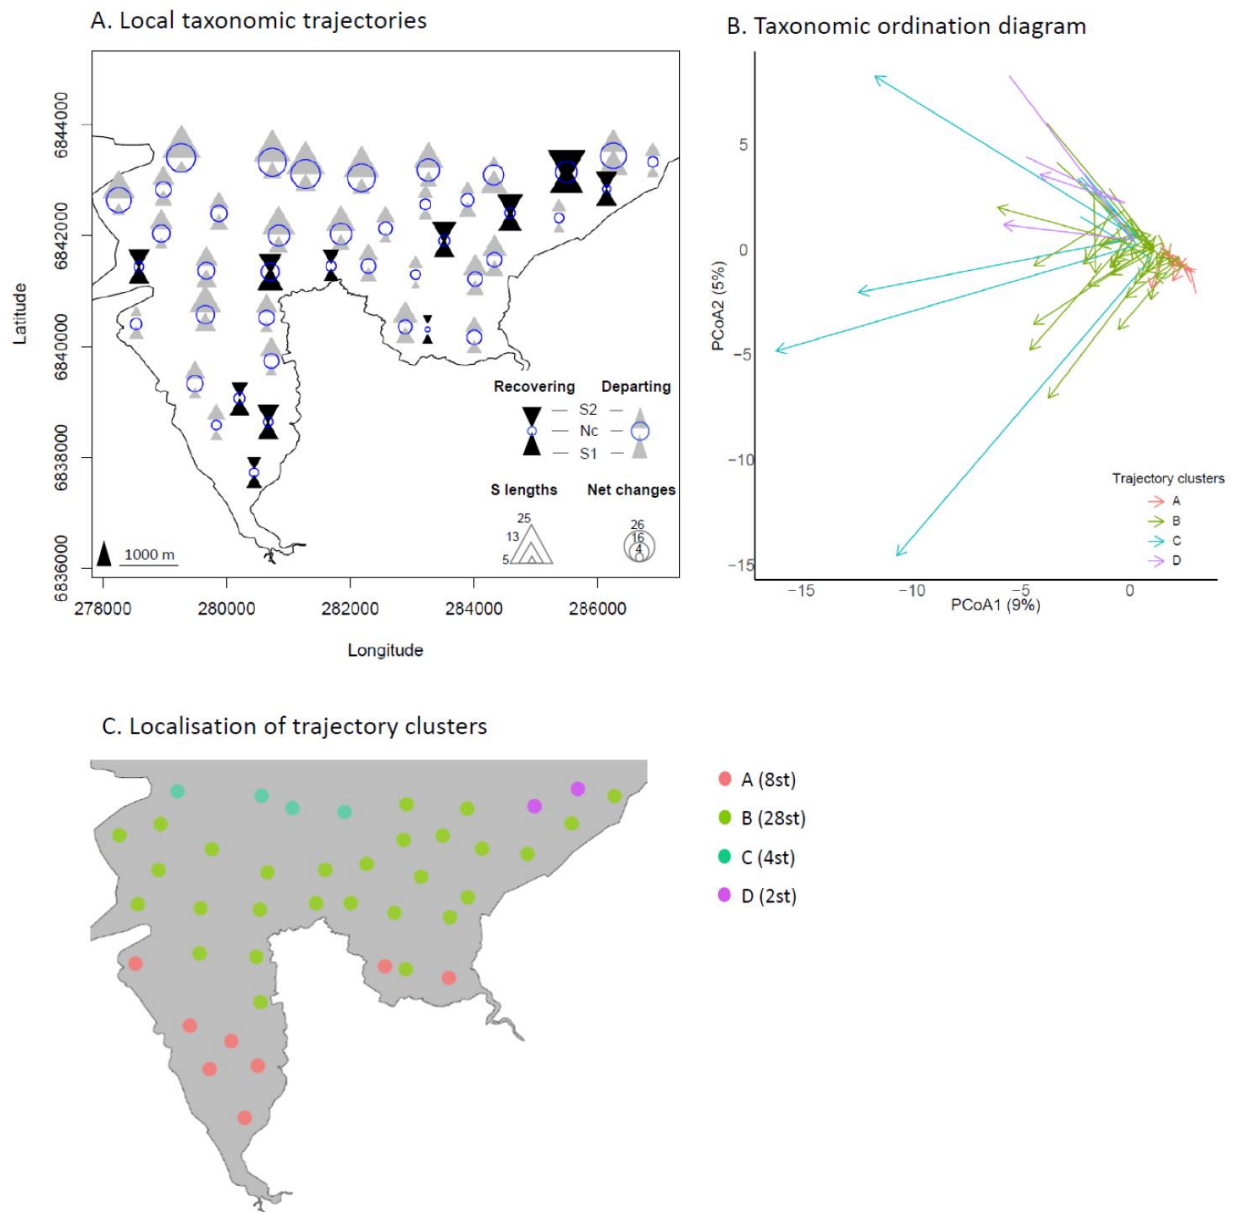 A. Local taxonomic trajectories
B. Taxonomic ordination diagram
Latitude
6836000 6838000 6840000 6842000 6844000
Recovering Departing
S2
Nc
S1
S lengths Net changes
25
13
5
26
16
4
1000 m
278000 280000 282000 284000 286000
Longitude
PCoA2 (5%)
5
0
−5
−10
−15
Trajectory clusters
A
B
C
D
−15 −10 −5 0
PCoA1 (9%)
C. Localisation of trajectory clusters
A (8st)
B (28st)
C (4st)
D (2st)